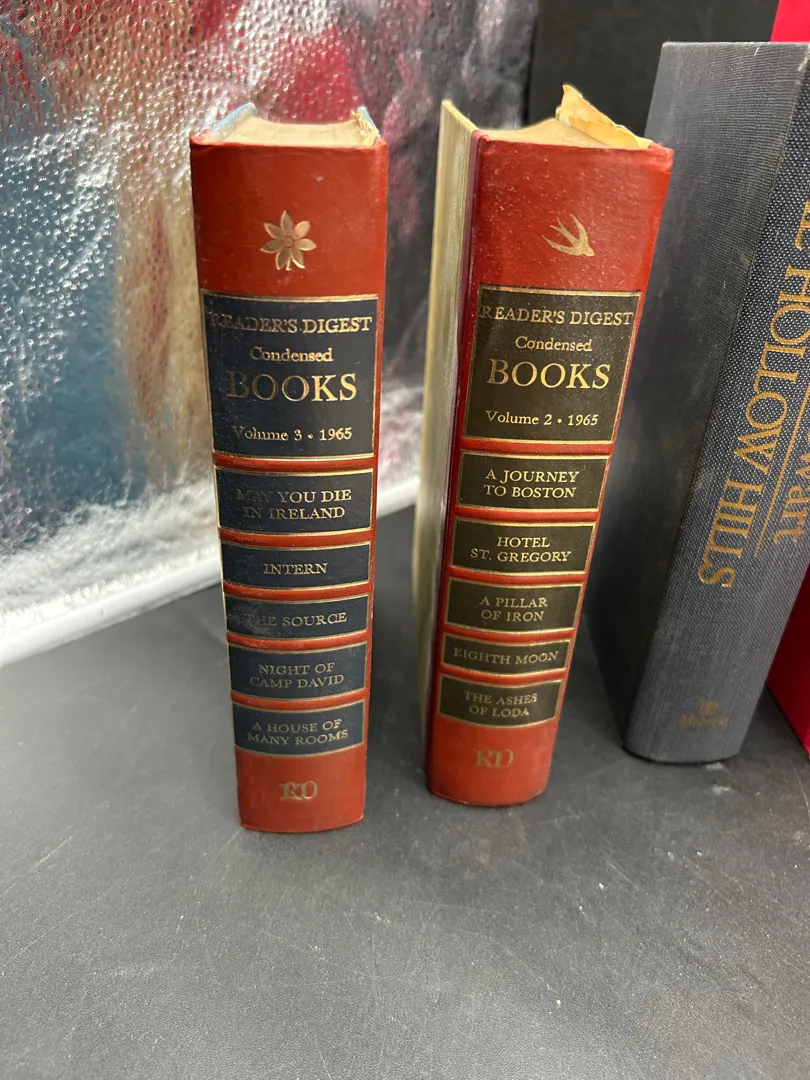 READER'S DIGEST
Condensed
BOOKS
Volume 3 • 1965
MAY YOU DIE
IN IRELAND
INTERN
THE SOURCE
NIGHT OF
CAMP DAVID
A HOUSE OF
MANY ROOMS
RD
READER'S DIGEST
Condensed
BOOKS
Volume 2 • 1965
A JOURNEY
TO BOSTON
HOTEL
ST. GREGORY
A PILLAR
OF IRON
EIGHTH MOON
THE ASHES
OF LODA
RD
HOLLOW HILLS
Morrow